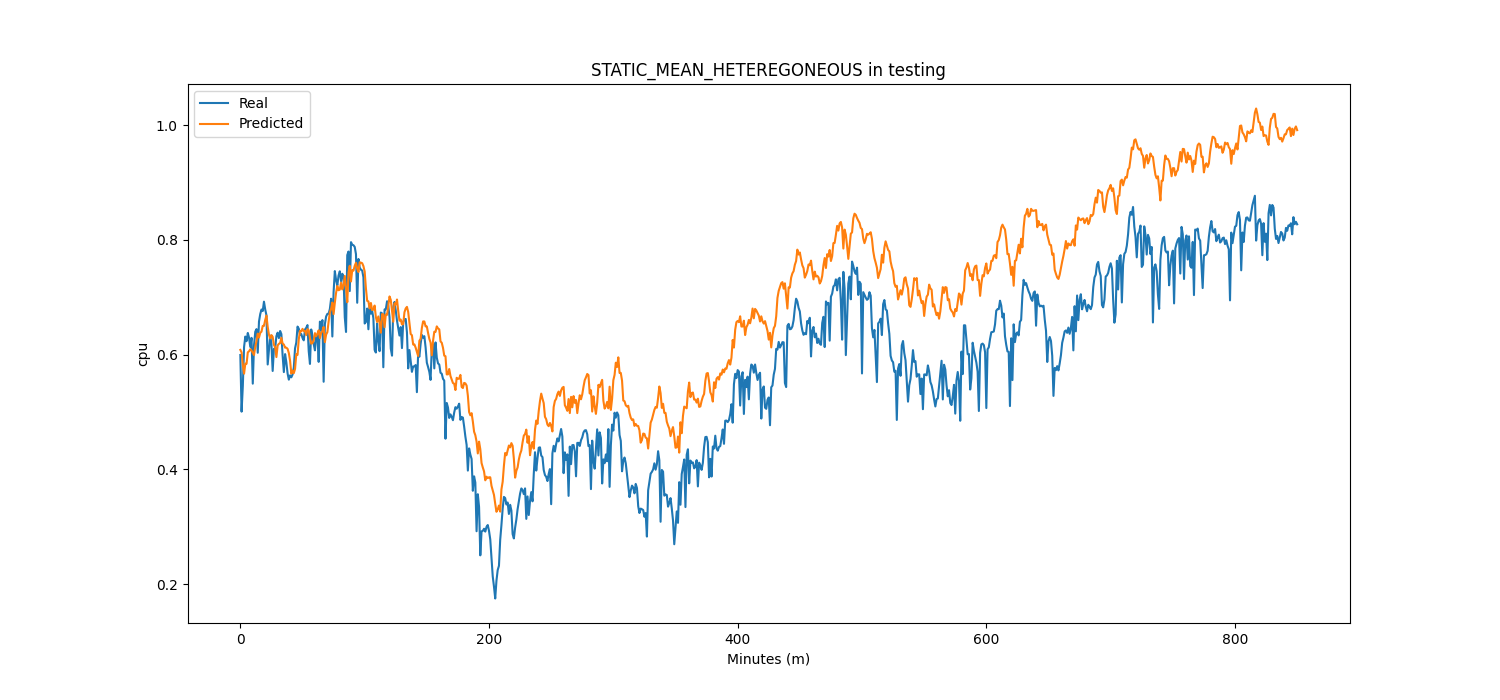 STATIC_MEAN_HETEREGONEOUS in testing
Real
Predicted
1.0
0.8
0.6
0.4
0.2
cpu
0 200 400 600 800
Minutes (m)